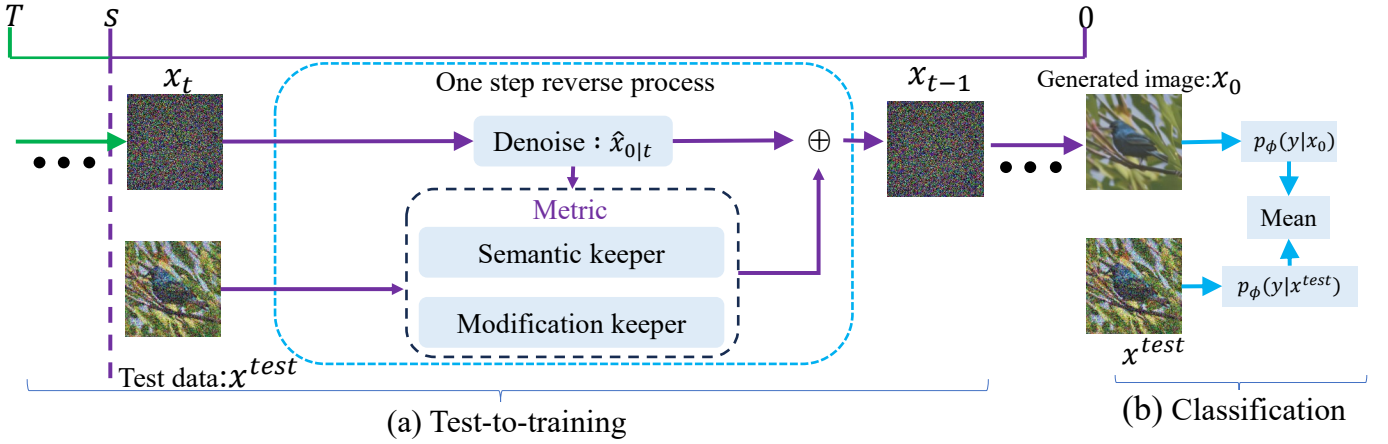 T s 0
x_t One step reverse process x_{t−1} Generated image:x_0
Denoise : x̂_{0|t} ⊕ p_ϕ(y|x_0)
Metric
Semantic keeper Mean
Modification keeper p_ϕ(y|x^{test})
Test data:x^{test} x^{test}
(a) Test-to-training (b) Classification